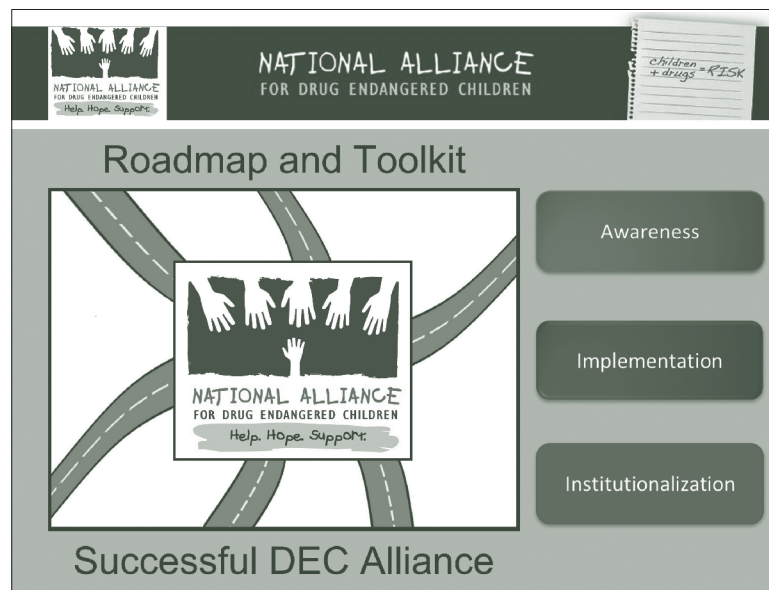 NATIONAL ALLIANCE
FOR DRUG ENDANGERED CHILDREN
Help. Hope. Support.
NATIONAL ALLIANCE
FOR DRUG ENDANGERED CHILDREN
children
+ drugs = RISK
Roadmap and Toolkit
NATIONAL ALLIANCE
FOR DRUG ENDANGERED CHILDREN
Help. Hope. Support.
Awareness
Implementation
Institutionalization
Successful DEC Alliance